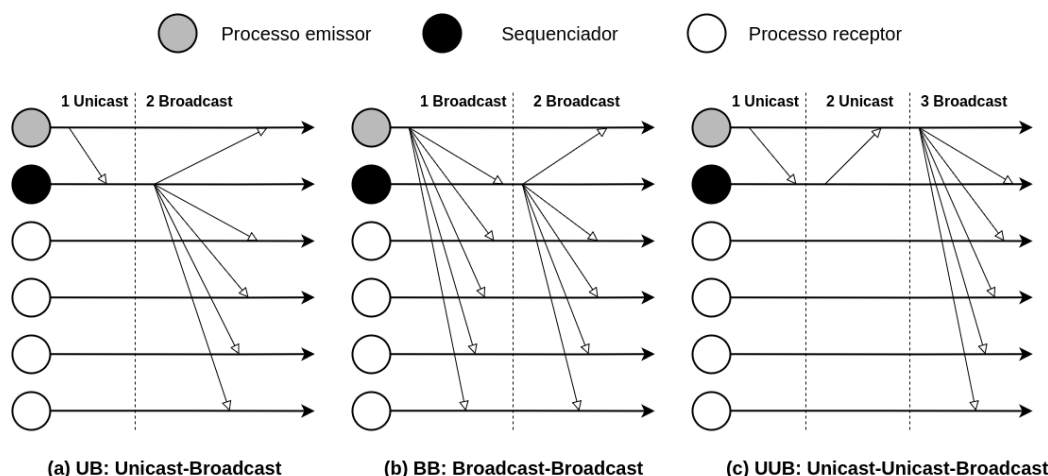 Processo emissor Sequenciador Processo receptor
1 Unicast 2 Broadcast 1 Broadcast 2 Broadcast 1 Unicast 2 Unicast 3 Broadcast
(a) UB: Unicast-Broadcast (b) BB: Broadcast-Broadcast (c) UUB: Unicast-Unicast-Broadcast